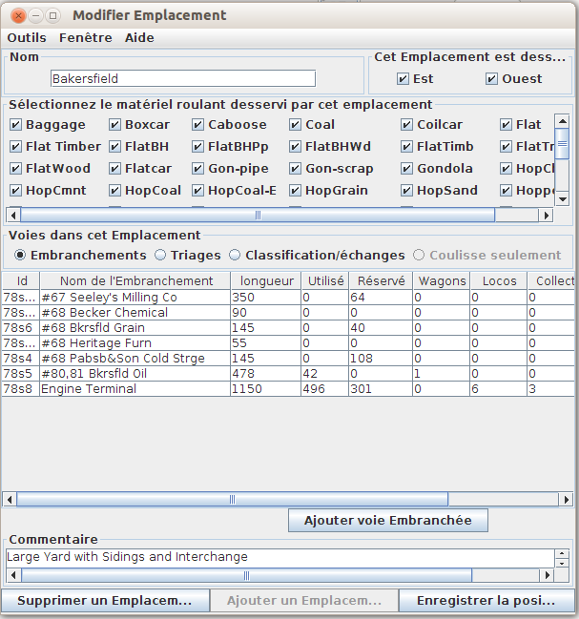 Modifier Emplacement
Outils Fenêtre Aide
Nom
Cet Emplacement est dess...
Bakersfield
Est Ouest
Sélectionnez le matériel roulant desservi par cet emplacement
Baggage Boxcar Caboose Coal Coilcar Flat
Flat Timber FlatBH FlatBHPp FlatBHWd FlatTimb FlatTr
FlatWood Flatcar Gon-pipe Gon-scrap Gondola HopCl
HopCmnt HopCoal HopCoal-E HopGrain HopSand Hoppe
Voies dans cet Emplacement
Embranchements Triages Classification/échanges Coulisse seulement
Id Nom de l'Embranchement longueur Utilisé Réservé Wagons Locos Collect
78s... #67 Seeley's Milling Co 350 0 64 0 0 0
78s... #68 Becker Chemical 90 0 0 0 0 0
78s6 #68 Bkrsfld Grain 145 0 40 0 0 0
78s... #68 Heritage Furn 55 0 0 0 0 0
78s4 #68 Pabsb&Son Cold Strge 145 0 108 0 0 0
78s5 #80,81 Bkrsfld Oil 478 42 0 1 0 0
78s8 Engine Terminal 1150 496 301 0 6 3
Ajouter voie Embranchée
Commentaire
Large Yard with Sidings and Interchange
Supprimer un Emplacem... Ajouter un Emplacem... Enregistrer la posi...